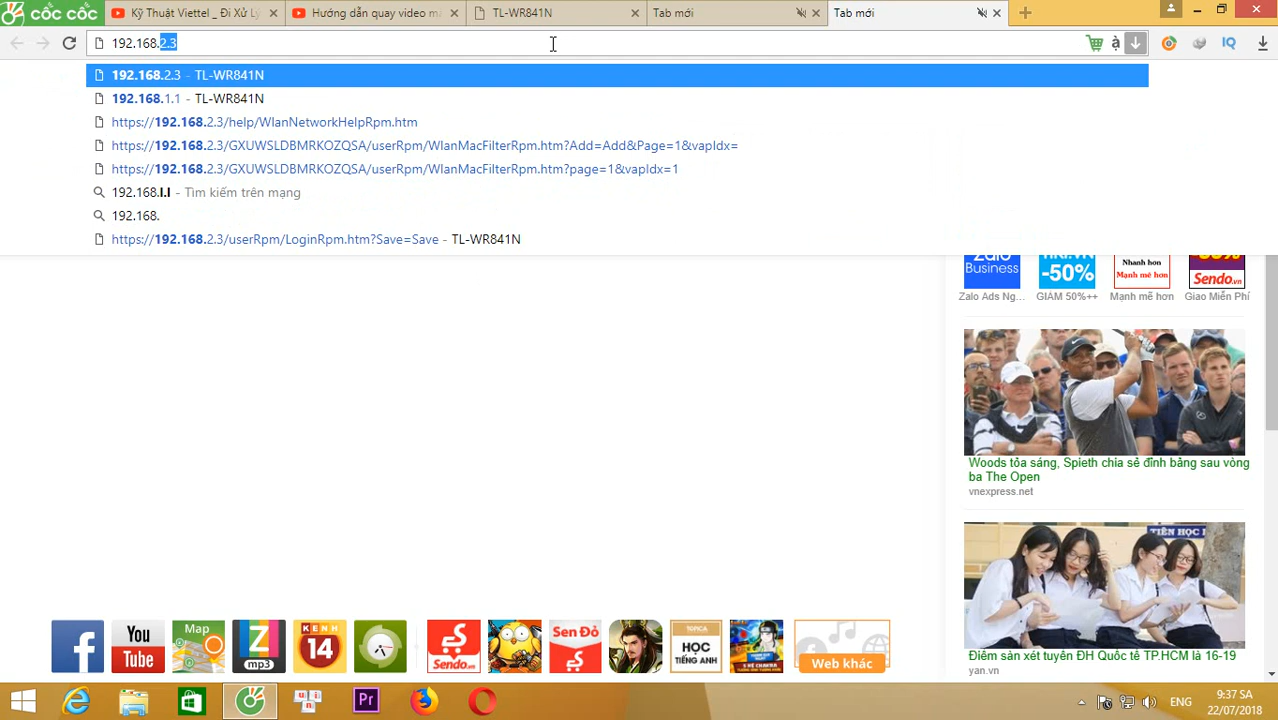 CỐC CỐC
Kỹ Thuật Viettel _ Đi Xử Lý
Hướng dẫn quay video m
TL-WR841N
Tab mới
Tab mới
192.168.2.3
ạ
IQ
192.168.2.3 - TL-WR841N
192.168.1.1 - TL-WR841N
https://192.168.2.3/help/WlanNetworkHelpRpm.htm
https://192.168.2.3/GXUWSLDBMRKOZQSA/userRpm/WlanMacFilterRpm.htm?Add=Add&Page=1&vapIdx=
https://192.168.2.3/GXUWSLDBMRKOZQSA/userRpm/WlanMacFilterRpm.htm?page=1&vapIdx=1
192.168.l.l - Tìm kiếm trên mạng
192.168.
https://192.168.2.3/userRpm/LoginRpm.htm?Save=Save - TL-WR841N
Zalo
Business
-50%
Nhanh hơn
Mạnh mẽ hơn
Sendo.vn
Zalo Ads Ng...
GIẢM 50%++
Mạnh mẽ hơn
Giao Miễn Phí
Woods tỏa sáng, Spieth chia sẻ đỉnh bảng sau vòng
ba The Open
vnexpress.net
TIÊN HỌC
Điểm sàn xét tuyển ĐH Quốc tế TP.HCM là 16-19
yan.vn
f
You
Tube
Map
Z
mp3
KÊNH
14
Sendo.vn
Sen Đỏ
TOPICA
HỌC
TIẾNG ANH
Web khác
Pr
ENG
9:37 SA
22/07/2018